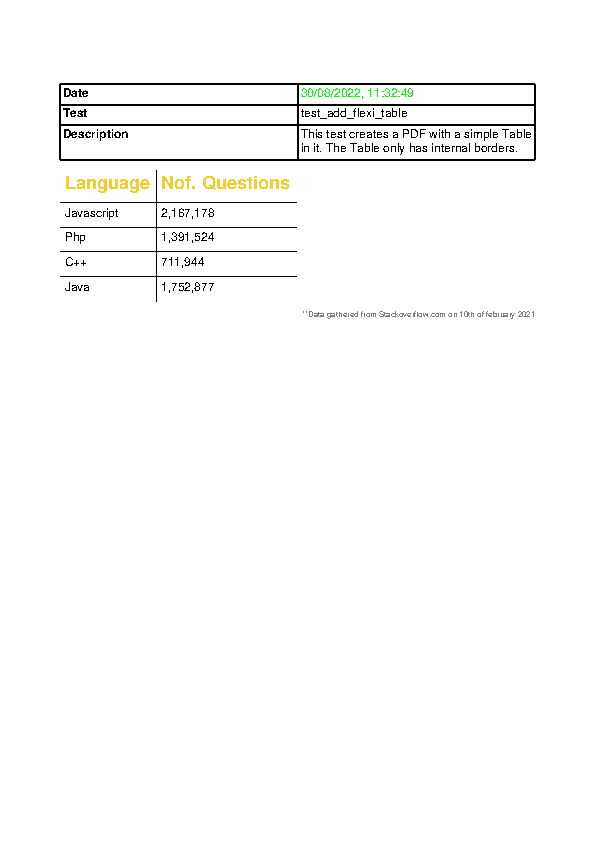 Date 30/08/2022, 11:32:49
Test test_add_flexi_table
Description This test creates a PDF with a simple Table
in it. The Table only has internal borders.
Language Nof. Questions
Javascript 2,167,178
Php 1,391,524
C++ 711,944
Java 1,752,877
**Data gathered from Stackoverflow.com on 10th of february 2021